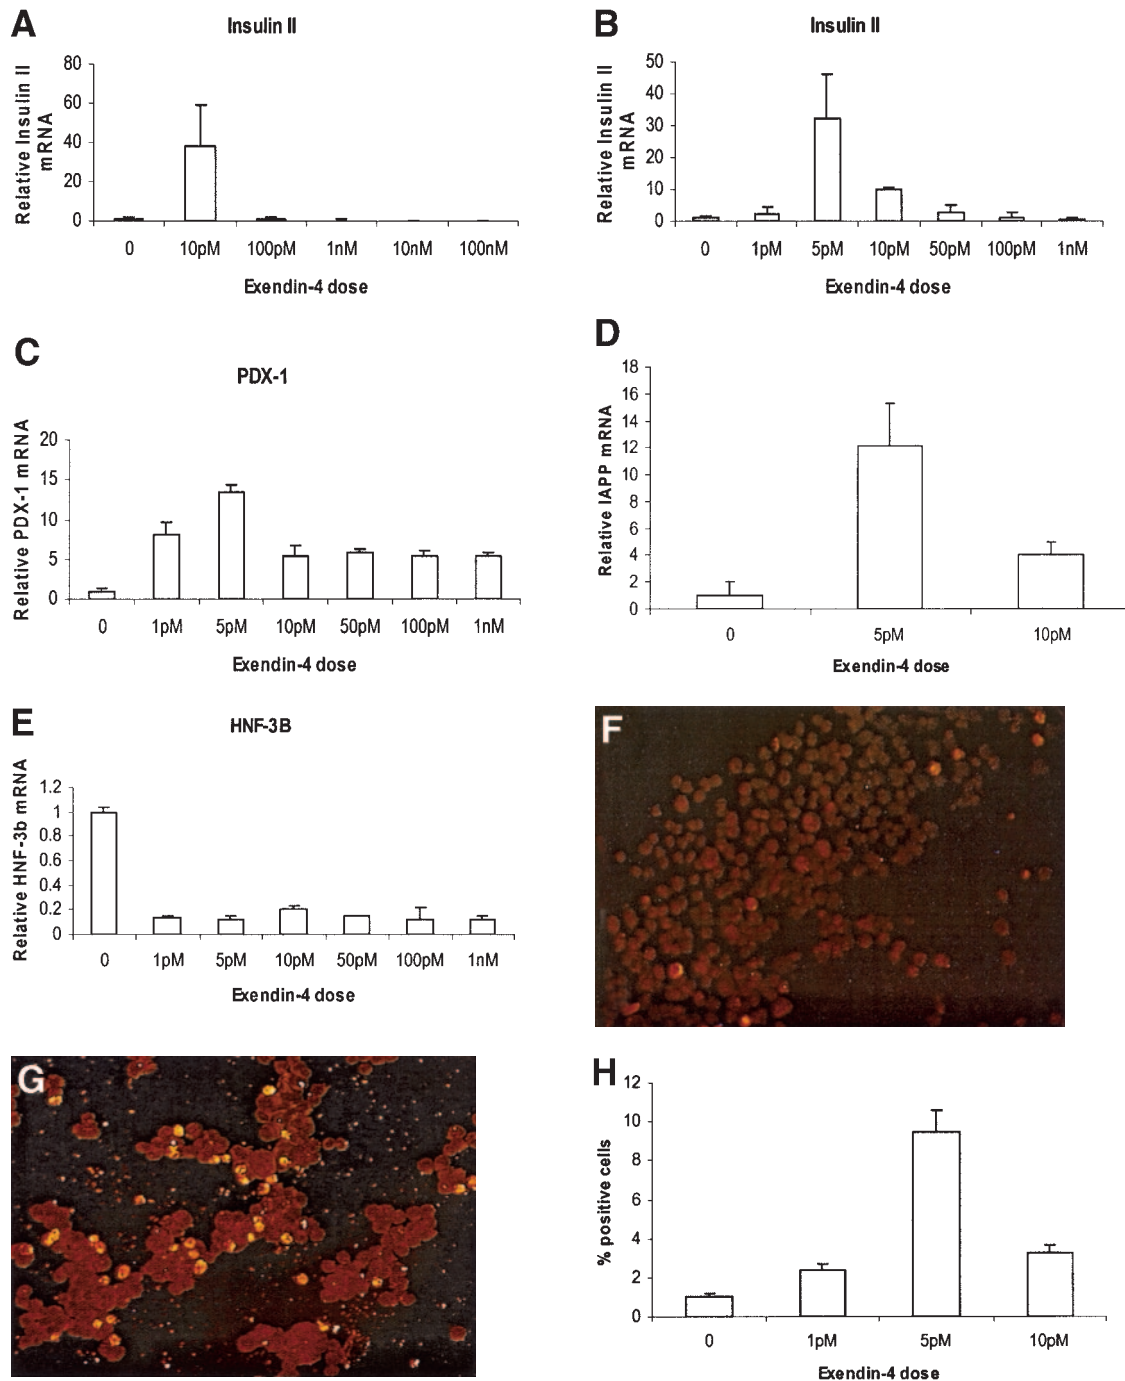 A
Insulin II
Relative Insulin II
mRNA
80
60
40
20
0
0 10pM 100pM 1nM 10nM 100nM
Exendin-4 dose
B
Insulin II
Relative Insulin II
mRNA
50
40
30
20
10
0
0 1pM 5pM 10pM 50pM 100pM 1nM
Exendin-4 dose
C
PDX-1
Relative PDX-1 mRNA
20
15
10
5
0
0 1pM 5pM 10pM 50pM 100pM 1nM
Exendin-4 dose
D
Relative IAPP mRNA
18
16
14
12
10
8
6
4
2
0
0 5pM 10pM
Exendin-4 dose
E
HNF-3B
Relative HNF-3b mRNA
1.2
1
0.8
0.6
0.4
0.2
0
0 1pM 5pM 10pM 50pM 100pM 1nM
Exendin-4 dose
F
G
H
% positive cells
12
10
8
6
4
2
0
0 1pM 5pM 10pM
Exendin-4 dose